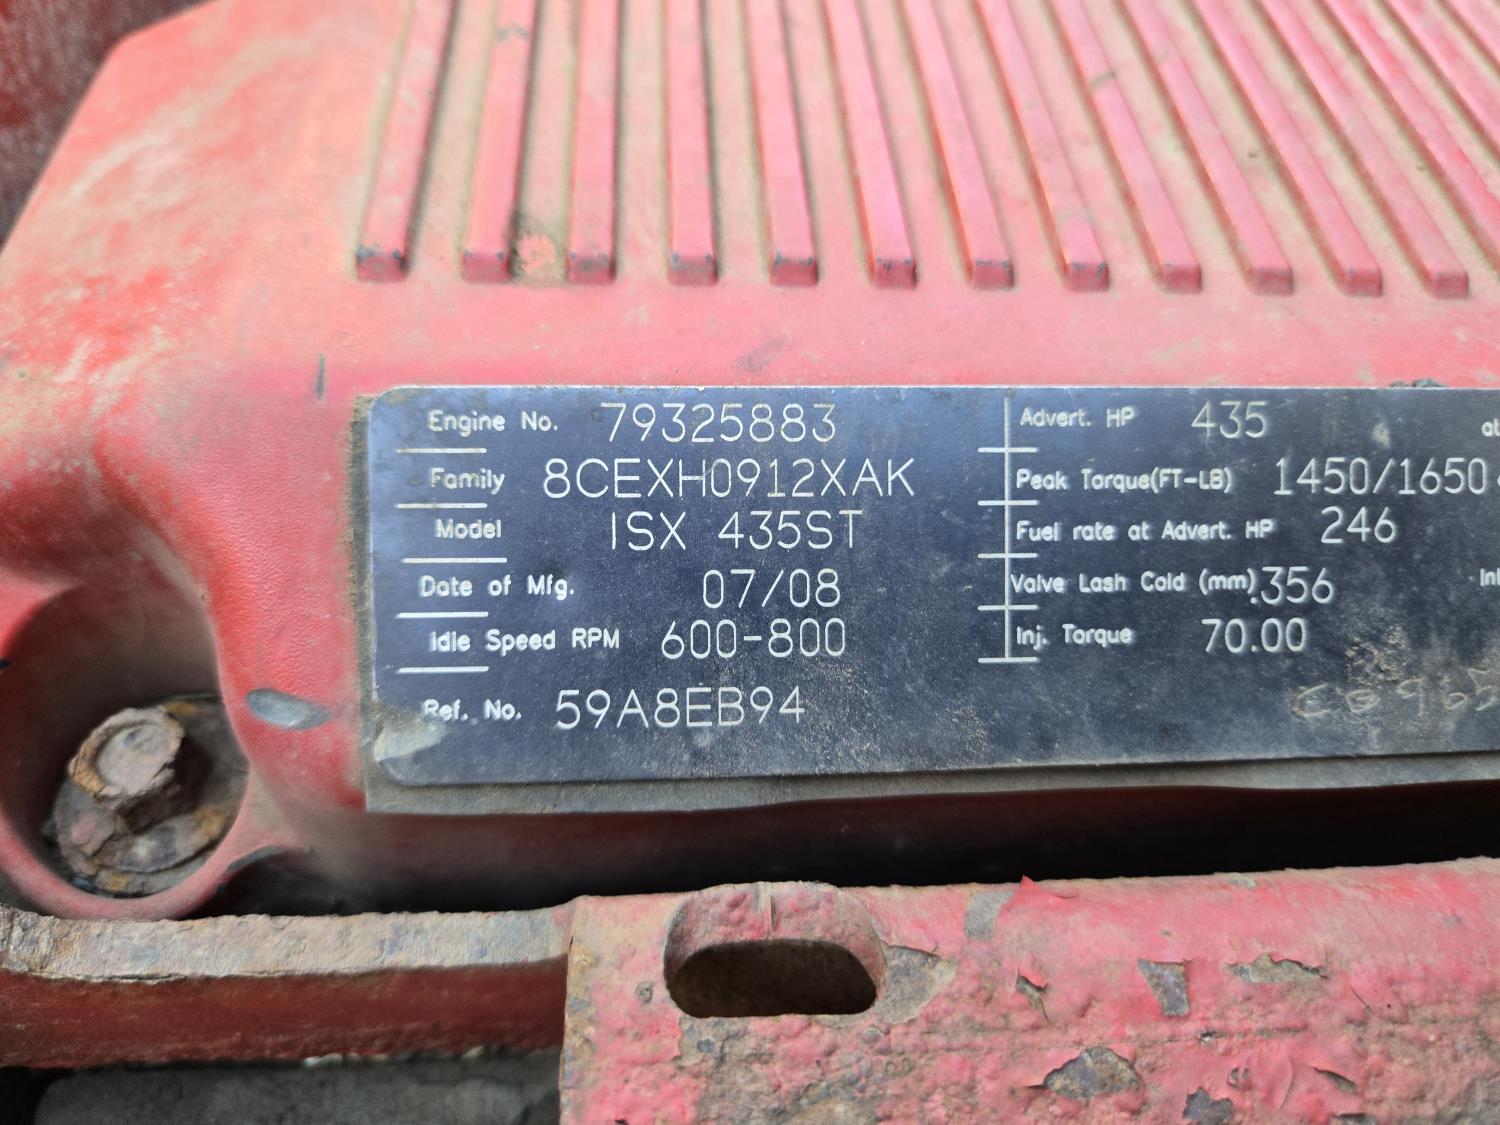 Engine No. 79325883
Family 8CEXH0912XAK
Model ISX 435ST
Date of Mfg. 07/08
Idle Speed RPM 600-800
Ref. No. 59A8EB94
Advert. HP 435 at
Peak Torque(FT-LB) 1450/1650
Fuel rate at Advert. HP 246
Valve Lash Cold (mm) .356 Inl
Inj. Torque 70.00